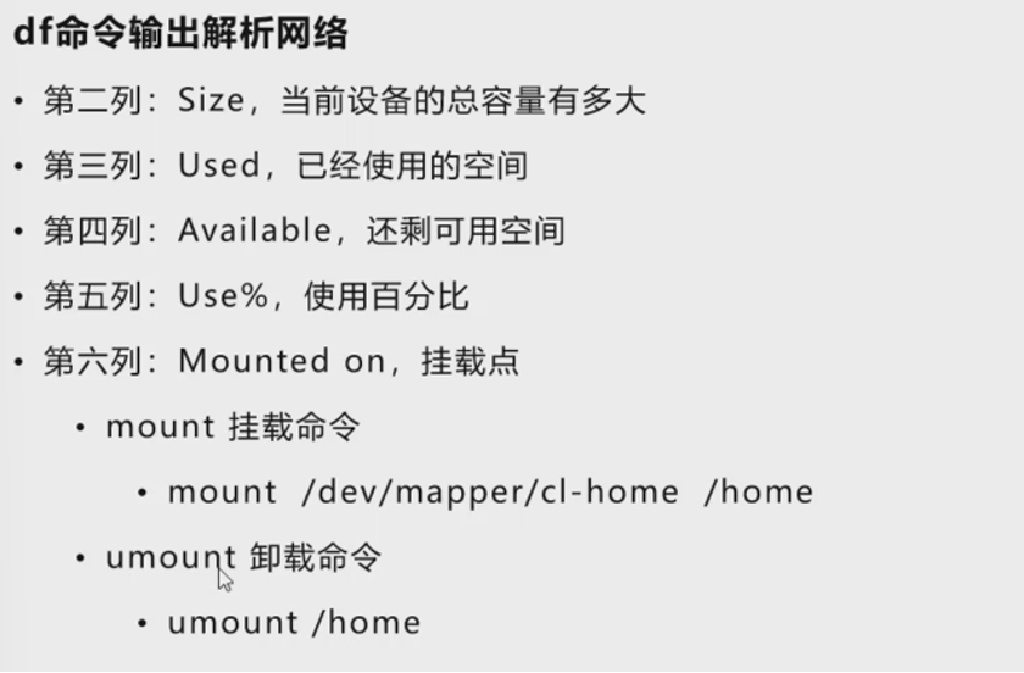 df命令输出解析网络
• 第二列：Size，当前设备的总容量有多大
• 第三列：Used，已经使用的空间
• 第四列：Available，还剩可用空间
• 第五列：Use%，使用百分比
• 第六列：Mounted on，挂载点
• mount 挂载命令
• mount /dev/mapper/cl-home /home
• umount 卸载命令
• umount /home